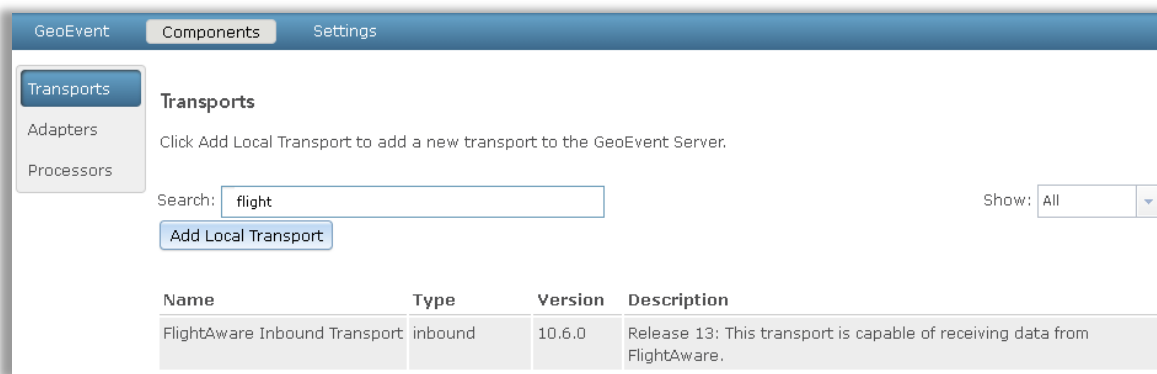 GeoEvent Components Settings
Transports
Adapters
Processors
Transports
Click Add Local Transport to add a new transport to the GeoEvent Server.
Search: flight Show: All
Add Local Transport
Name Type Version Description
FlightAware Inbound Transport inbound 10.6.0 Release 13: This transport is capable of receiving data from
FlightAware.